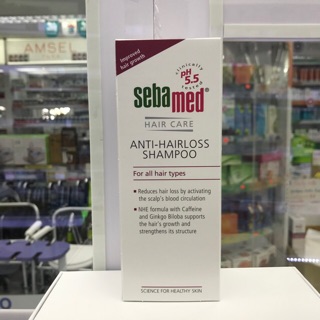 AMSEL
Improved
hair growth
clinically
pH
5.5
tested
sebamed®
HAIR CARE
ANTI-HAIRLOSS
SHAMPOO
For all hair types
▪ Reduces hair loss by activating
the scalp's blood circulation
▪ NHE formula with Caffeine
and Ginkgo Biloba supports
the hair's growth and
strengthens its structure
SCIENCE FOR HEALTHY SKIN